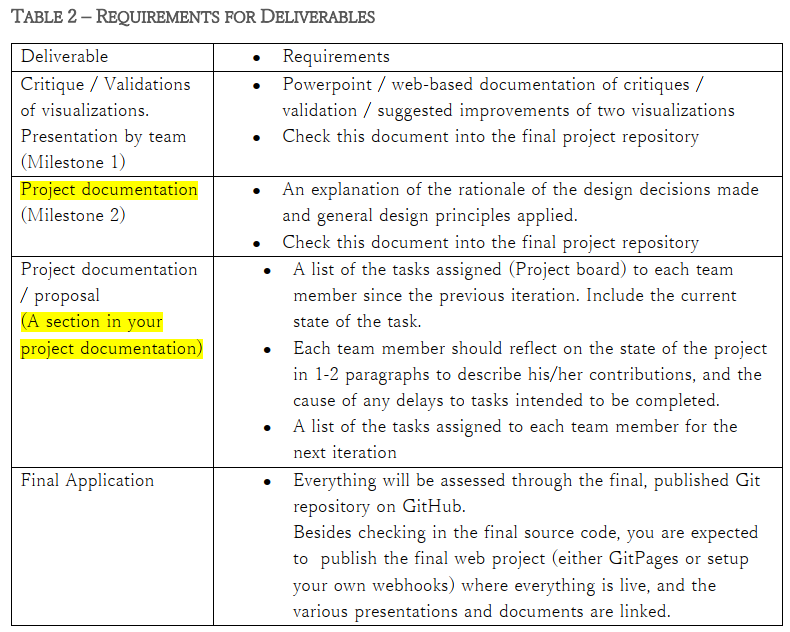 TABLE 2 – REQUIREMENTS FOR DELIVERABLES
Deliverable
• Requirements
Critique / Validations
of visualizations.
Presentation by team
(Milestone 1)
• Powerpoint / web-based documentation of critiques /
validation / suggested improvements of two visualizations
• Check this document into the final project repository
Project documentation
(Milestone 2)
• An explanation of the rationale of the design decisions made
and general design principles applied.
• Check this document into the final project repository
Project documentation
/ proposal
(A section in your
project documentation)
• A list of the tasks assigned (Project board) to each team
member since the previous iteration. Include the current
state of the task.
• Each team member should reflect on the state of the project
in 1-2 paragraphs to describe his/her contributions, and the
cause of any delays to tasks intended to be completed.
• A list of the tasks assigned to each team member for the
next iteration
Final Application
• Everything will be assessed through the final, published Git
repository on GitHub.
Besides checking in the final source code, you are expected
to publish the final web project (either GitPages or setup
your own webhooks) where everything is live, and the
various presentations and documents are linked.